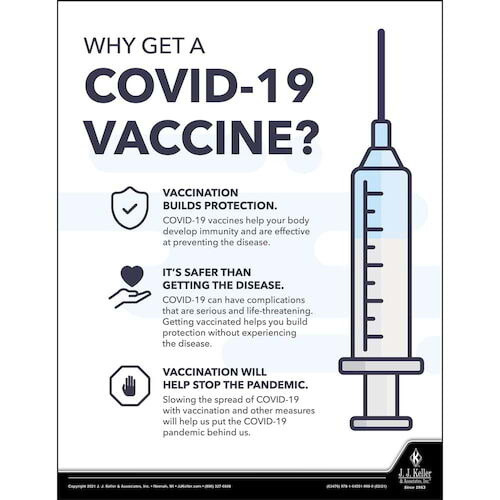 WHY GET A
COVID-19
VACCINE?
VACCINATION
BUILDS PROTECTION.
COVID-19 vaccines help your body
develop immunity and are effective
at preventing the disease.
IT'S SAFER THAN
GETTING THE DISEASE.
COVID-19 can have complications
that are serious and life-threatening.
Getting vaccinated helps you build
protection without experiencing
the disease.
VACCINATION WILL
HELP STOP THE PANDEMIC.
Slowing the spread of COVID-19
with vaccination and other measures
will help us put the COVID-19
pandemic behind us.
Copyright 2021 J. J. Keller & Associates, Inc. • Neenah, WI • JJKeller.com • (800) 327-6868
J. J. Keller
& Associates, Inc.
Since 1953